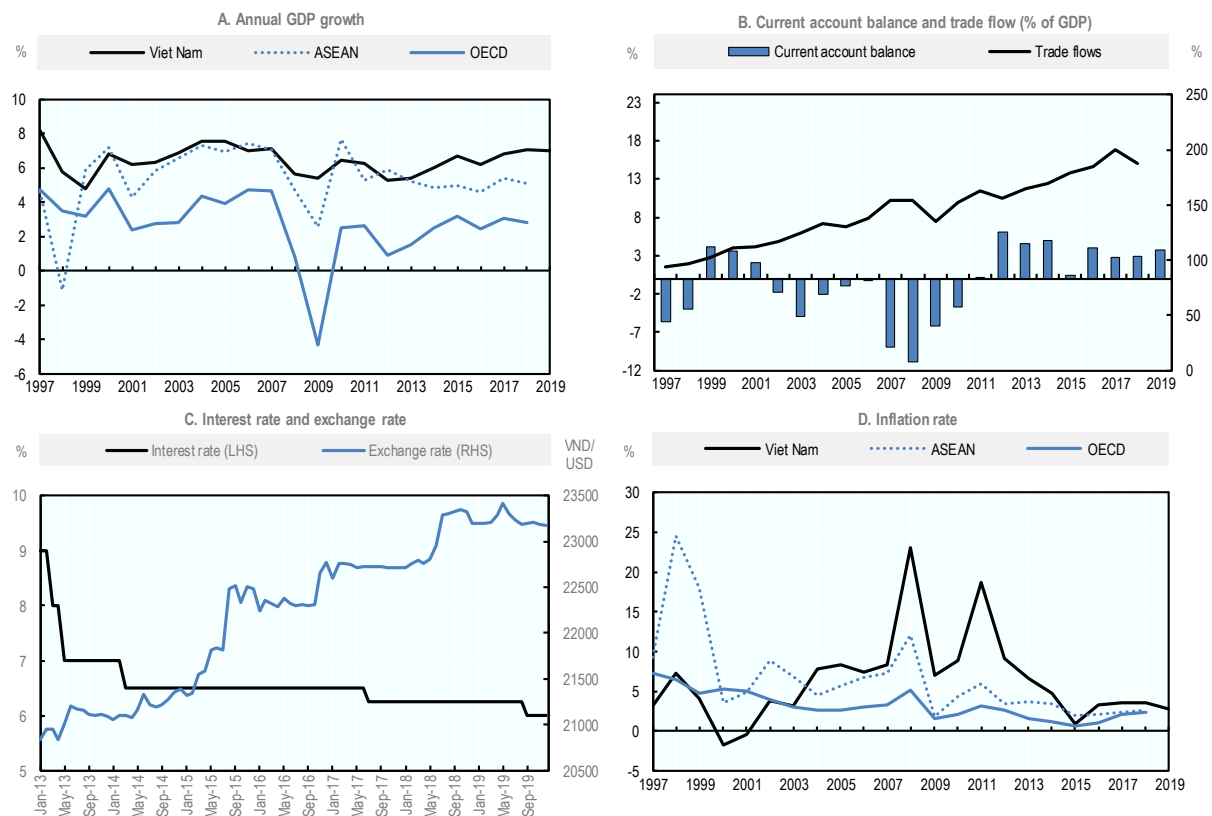 A. Annual GDP growth
%
Viet Nam
ASEAN
OECD
10
8
6
4
2
0
-2
-4
-6
1997 1999 2001 2003 2005 2007 2009 2011 2013 2015 2017 2019
B. Current account balance and trade flow (% of GDP)
%
%
Current account balance
Trade flows
23
18
13
8
3
-2
-7
-12
250
200
150
100
50
0
1997 1999 2001 2003 2005 2007 2009 2011 2013 2015 2017 2019
C. Interest rate and exchange rate
%
Interest rate (LHS)
Exchange rate (RHS)
VND/
USD
10
9
8
7
6
5
23500
23000
22500
22000
21500
21000
20500
Jan-13
May-13
Sep-13
Jan-14
May-14
Sep-14
Jan-15
May-15
Sep-15
Jan-16
May-16
Sep-16
Jan-17
May-17
Sep-17
Jan-18
May-18
Sep-18
Jan-19
May-19
Sep-19
D. Inflation rate
%
Viet Nam
ASEAN
OECD
30
25
20
15
10
5
0
-5
1997 1999 2001 2003 2005 2007 2009 2011 2013 2015 2017 2019